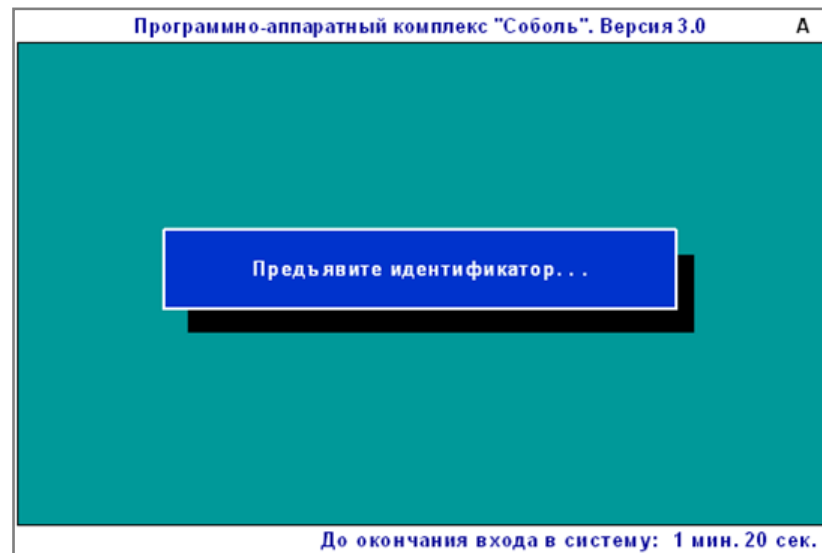 Программно-аппаратный комплекс "Соболь". Версия 3.0 А
Предъявите идентификатор...
До окончания входа в систему: 1 мин. 20 сек.